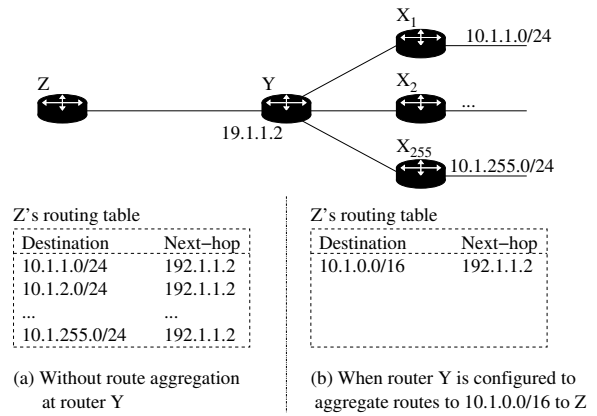 X1
10.1.1.0/24
Z
Y
X2
...
19.1.1.2
X255
10.1.255.0/24
Z's routing table
Destination Next−hop
10.1.1.0/24 192.1.1.2
10.1.2.0/24 192.1.1.2
... ...
10.1.255.0/24 192.1.1.2
(a) Without route aggregation
at router Y
Z's routing table
Destination Next−hop
10.1.0.0/16 192.1.1.2
(b) When router Y is configured to
aggregate routes to 10.1.0.0/16 to Z